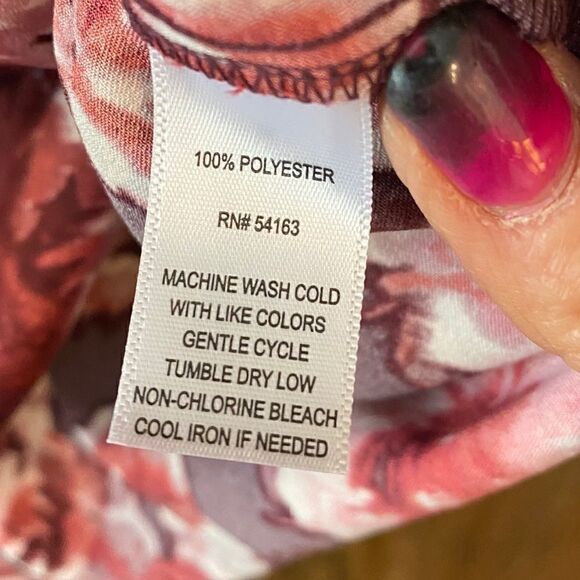 100% POLYESTER
RN# 54163
MACHINE WASH COLD
WITH LIKE COLORS
GENTLE CYCLE
TUMBLE DRY LOW
NON-CHLORINE BLEACH
COOL IRON IF NEEDED